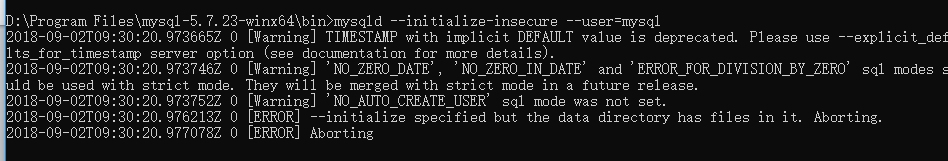 D:\Program Files\mysql-5.7.23-winx64\bin>mysqld --initialize-insecure --user=mysql
2018-09-02T09:30:20.973665Z 0 [Warning] TIMESTAMP with implicit DEFAULT value is deprecated. Please use --explicit_def
lts_for_timestamp server option (see documentation for more details).
2018-09-02T09:30:20.973746Z 0 [Warning] 'NO_ZERO_DATE', 'NO_ZERO_IN_DATE' and 'ERROR_FOR_DIVISION_BY_ZERO' sql modes s
uld be used with strict mode. They will be merged with strict mode in a future release.
2018-09-02T09:30:20.973752Z 0 [Warning] 'NO_AUTO_CREATE_USER' sql mode was not set.
2018-09-02T09:30:20.976213Z 0 [ERROR] --initialize specified but the data directory has files in it. Aborting.
2018-09-02T09:30:20.977078Z 0 [ERROR] Aborting